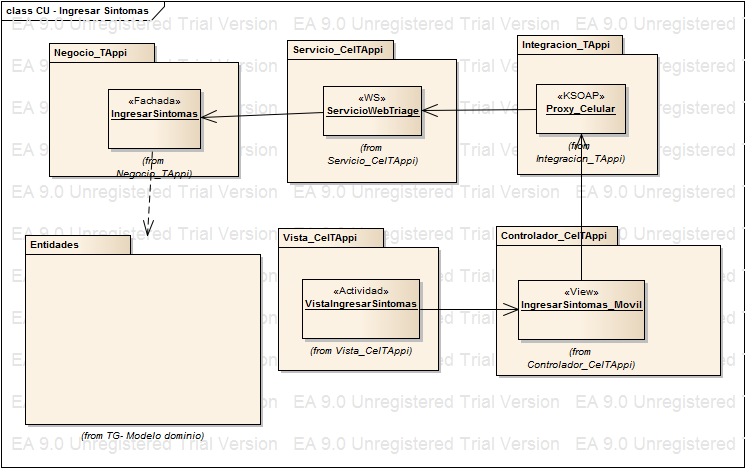 class CU - Ingresar Sintomas
EA 9.0 Unregistered Trial Version
Negocio_TAppi
«Fachada»
IngresarSintomas
(from
Negocio_TAppi)
Servicio_CelTAppi
«WS»
ServicioWebTriage
(from
Servicio_CelTAppi)
Integracion_TAppi
«KSOAP»
Proxy_Celular
(from
Integracion_TAppi)
Entidades
(from TG- Modelo dominio)
Vista_CelTAppi
«Actividad»
VistaIngresarSintomas
(from Vista_CelTAppi)
Controlador_CelTAppi
«View»
IngresarSintomas_Movil
(from
Controlador_CelTAppi)